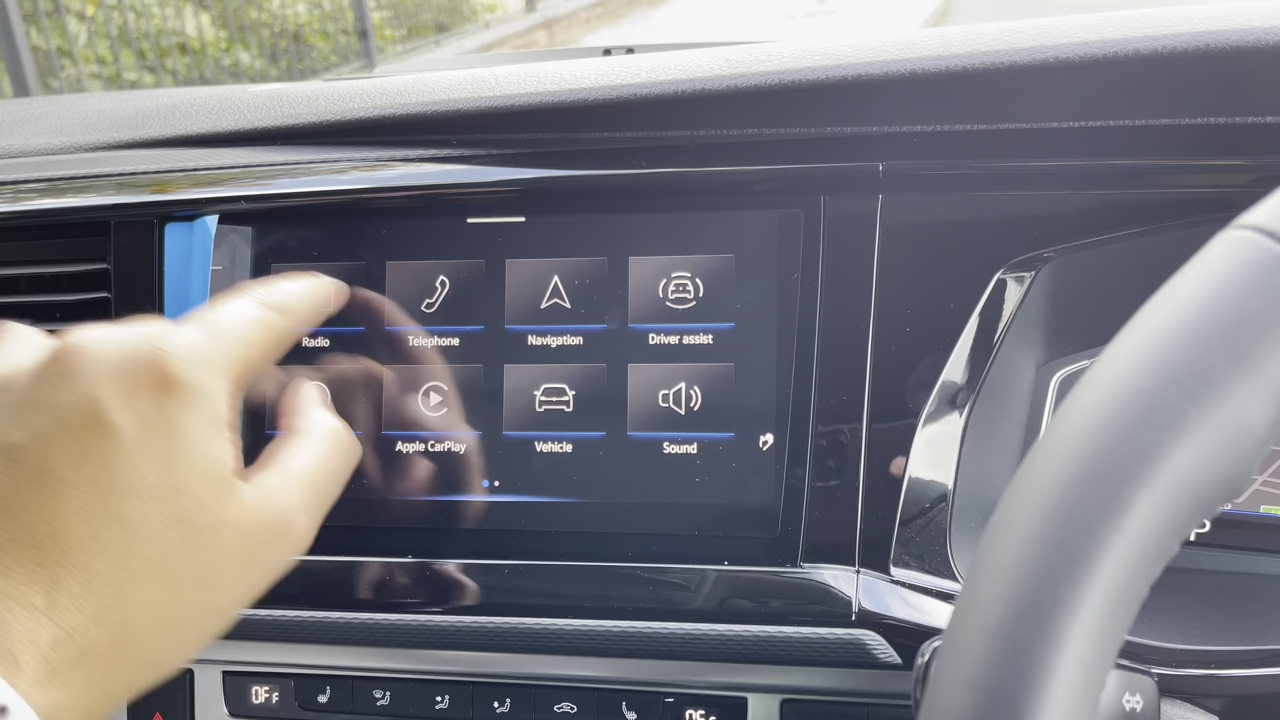 Radio
Telephone
Navigation
Driver assist
Apple CarPlay
Vehicle
Sound
OFF
P